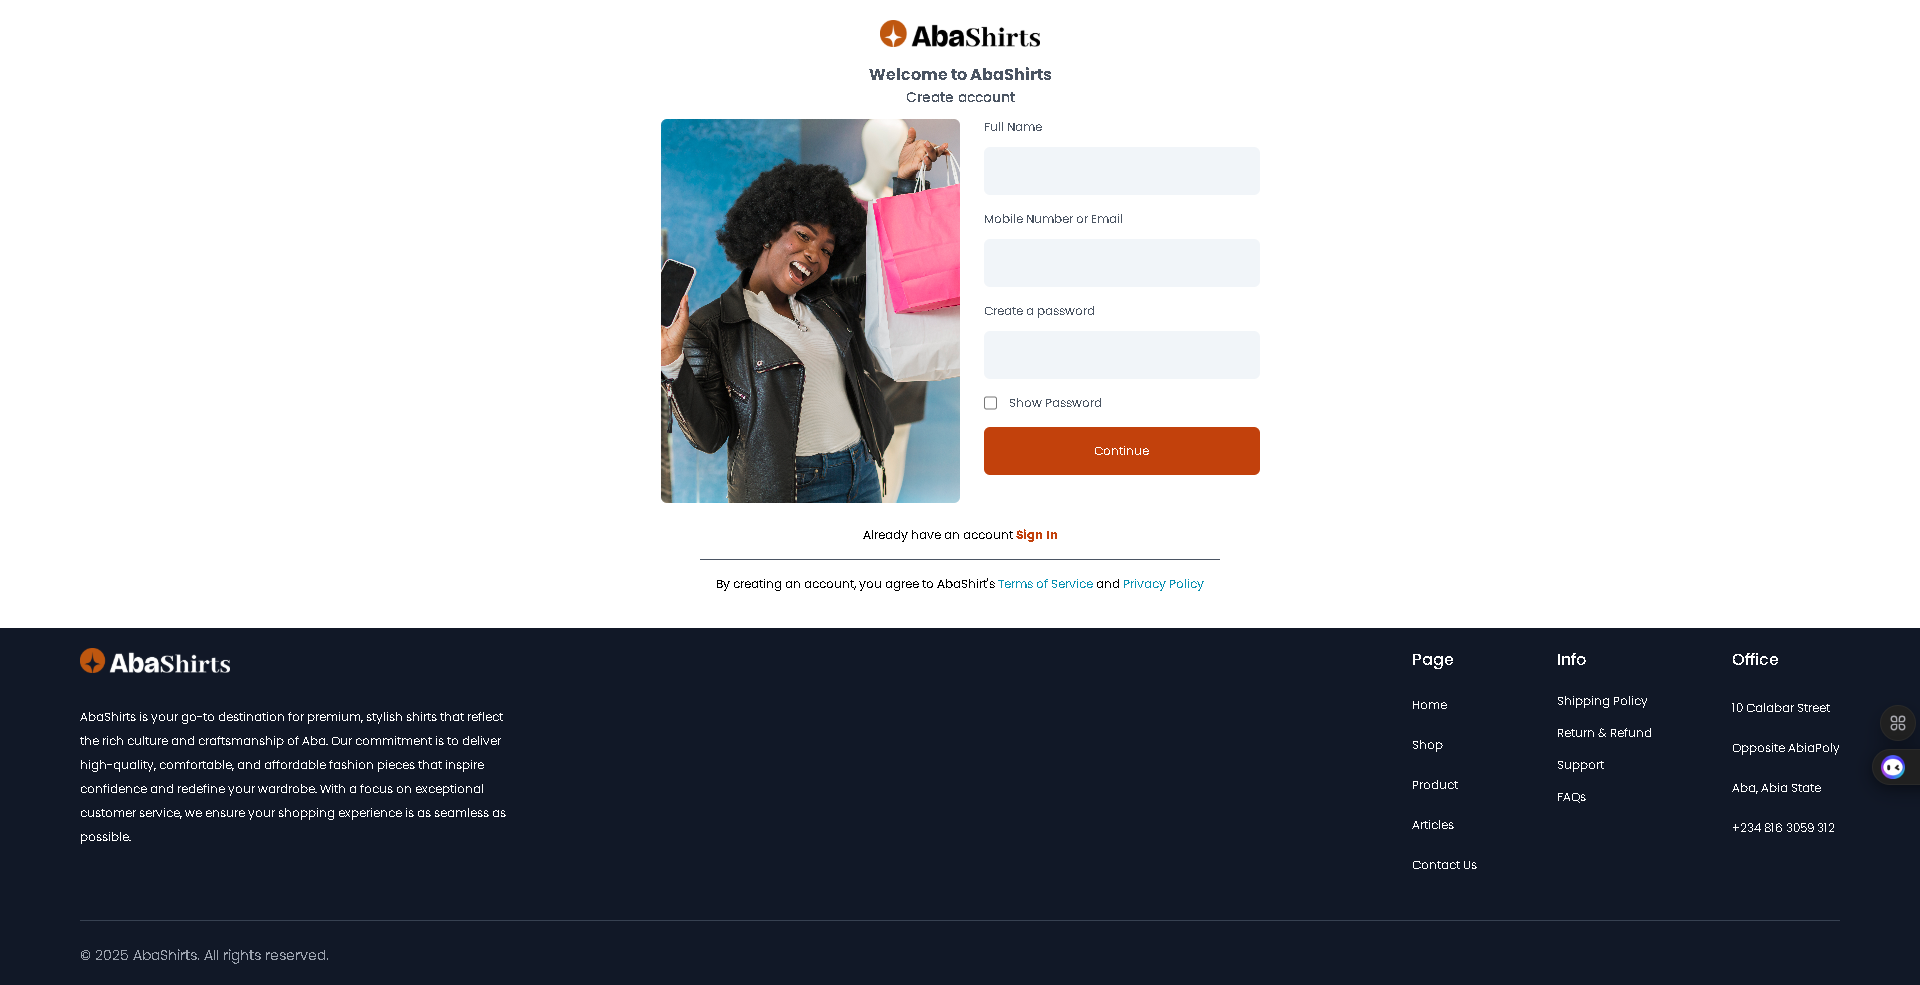 AbaShirts
Welcome to AbaShirts
Create account
Full Name
Mobile Number or Email
Create a password
Show Password
Continue
Already have an account Sign In
By creating an account, you agree to AbaShirt's Terms of Service and Privacy Policy
AbaShirts
AbaShirts is your go-to destination for premium, stylish shirts that reflect
the rich culture and craftsmanship of Aba. Our commitment is to deliver
high-quality, comfortable, and affordable fashion pieces that inspire
confidence and redefine your wardrobe. With a focus on exceptional
customer service, we ensure your shopping experience is as seamless as
possible.
Page
Home
Shop
Product
Articles
Contact Us
Info
Shipping Policy
Return & Refund
Support
FAQs
Office
10 Calabar Street
Opposite AbiaPoly
Aba, Abia State
+234 816 3059 312
© 2025 AbaShirts. All rights reserved.